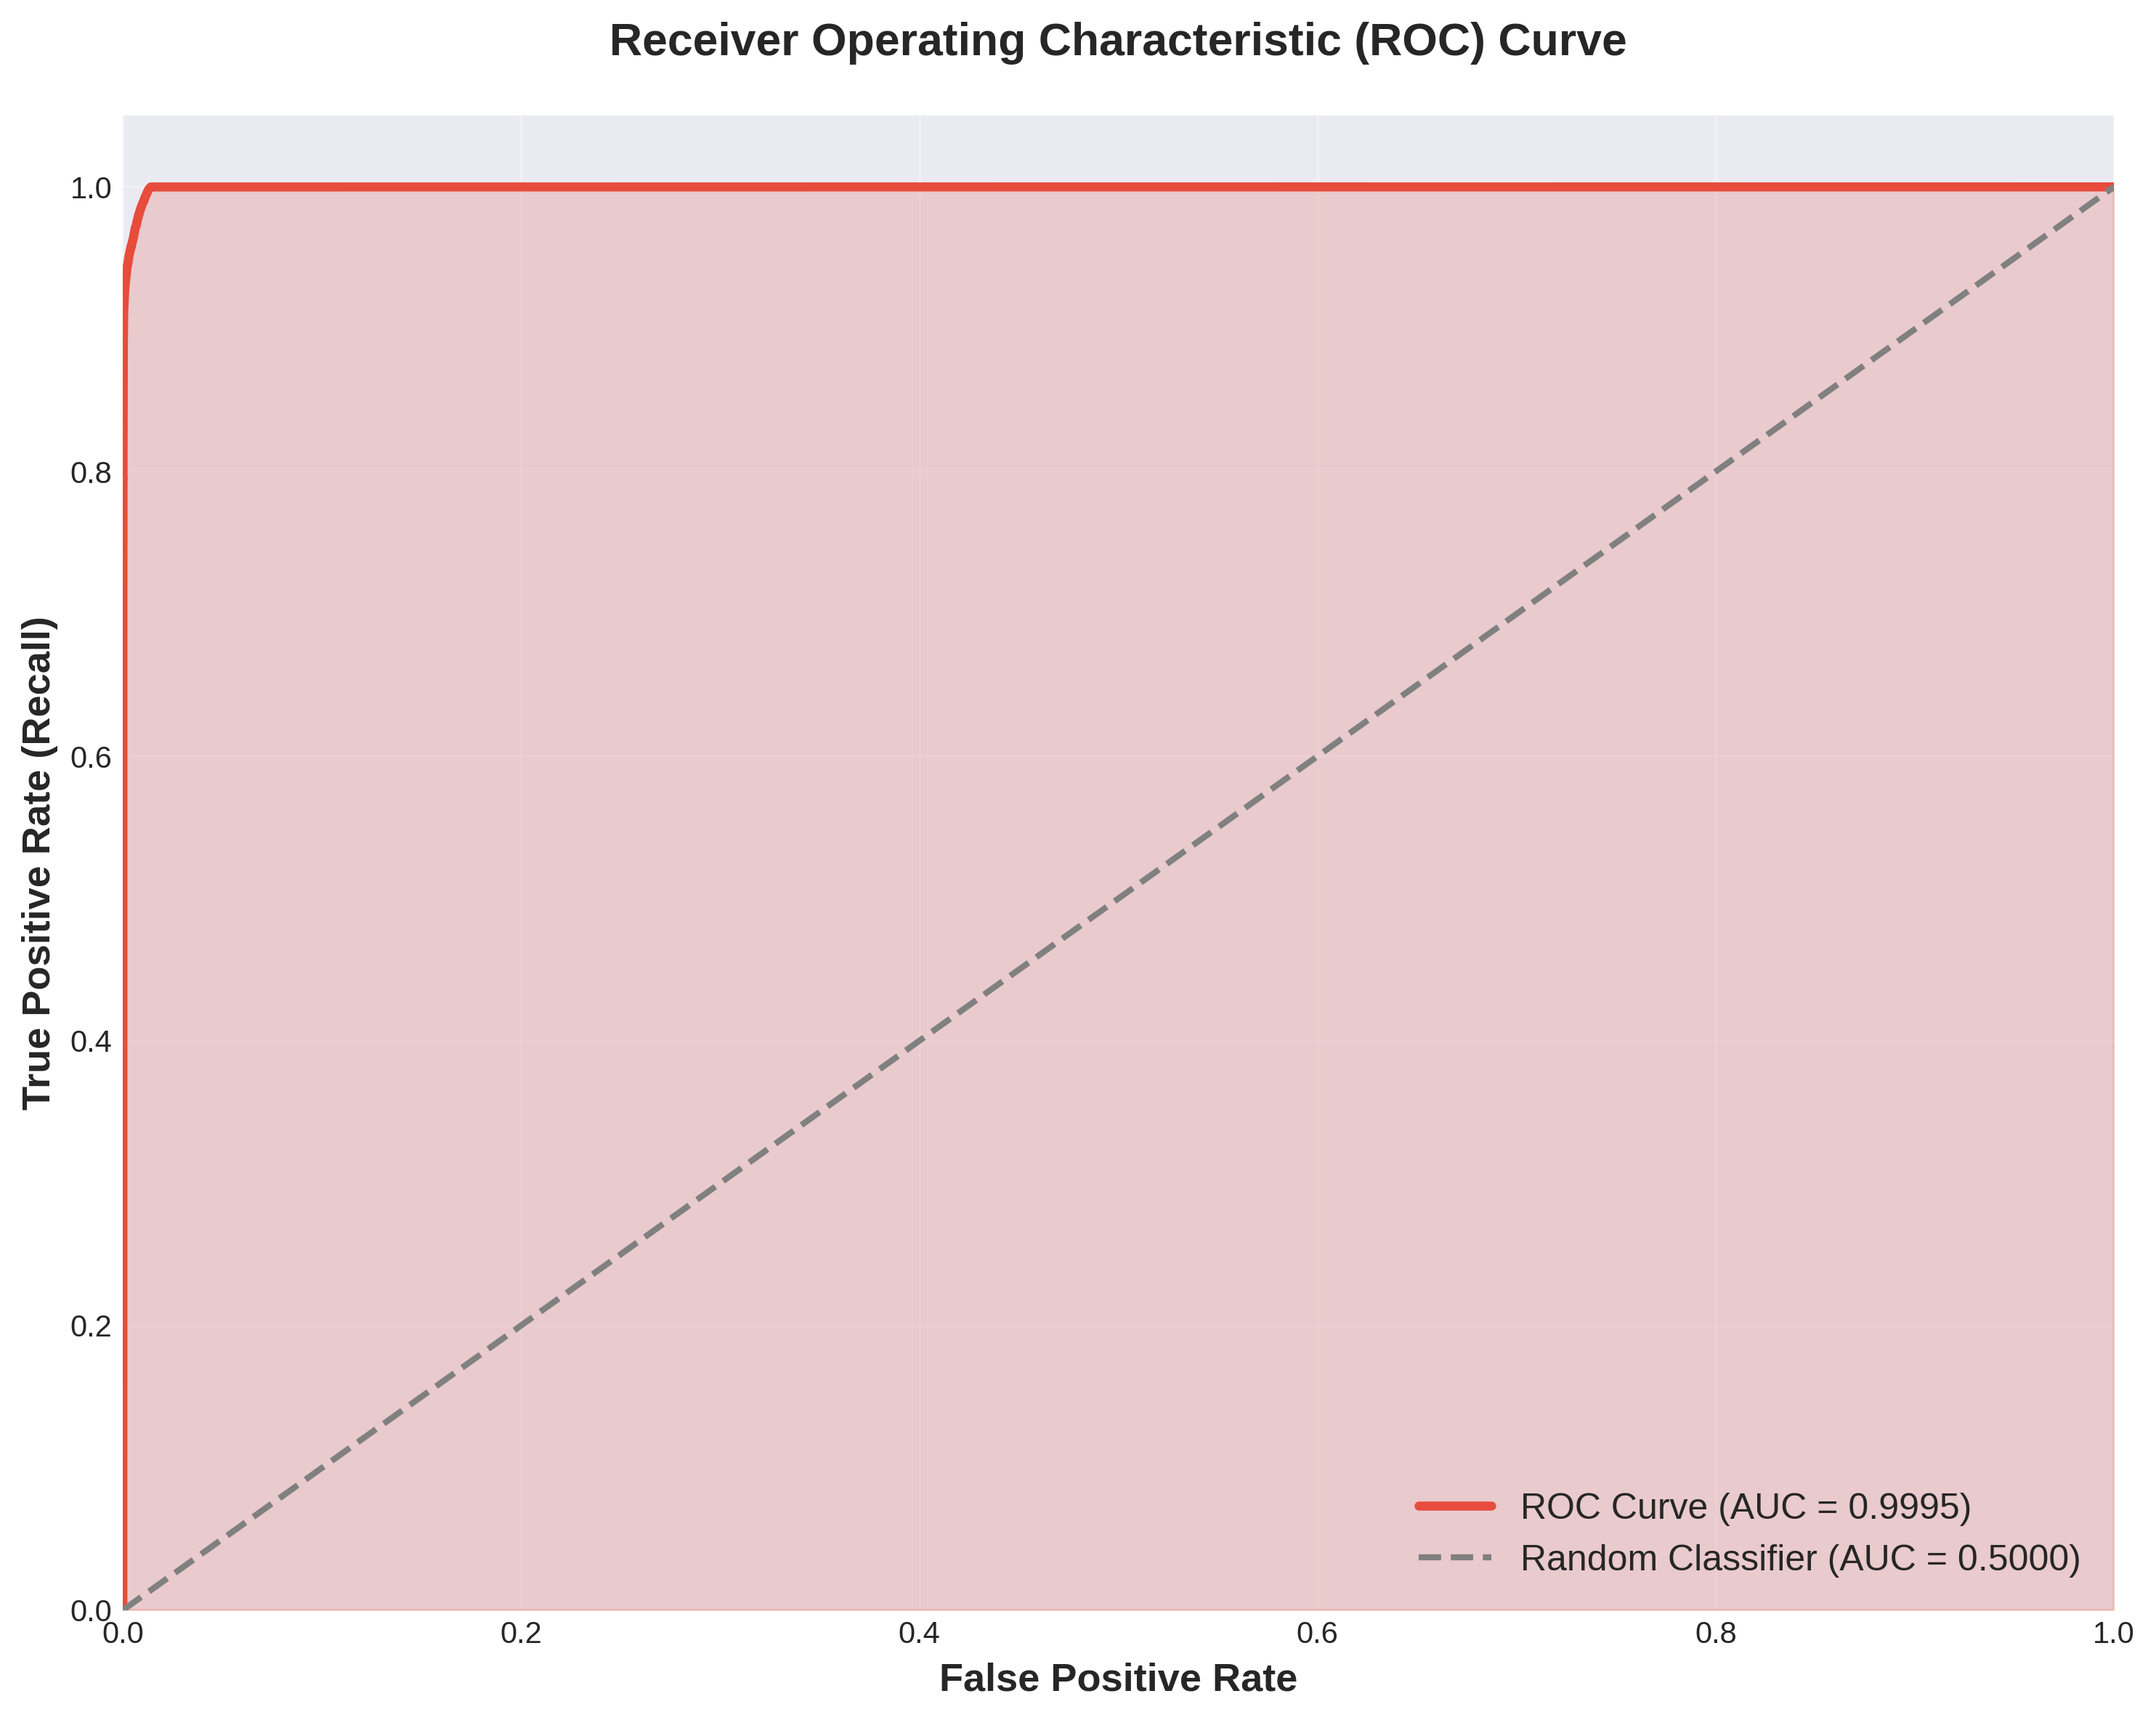 Receiver Operating Characteristic (ROC) Curve
True Positive Rate (Recall)
1.0
0.8
0.6
0.4
0.2
0.0
0.0 0.2 0.4 0.6 0.8 1.0
False Positive Rate
ROC Curve (AUC = 0.9995)
Random Classifier (AUC = 0.5000)